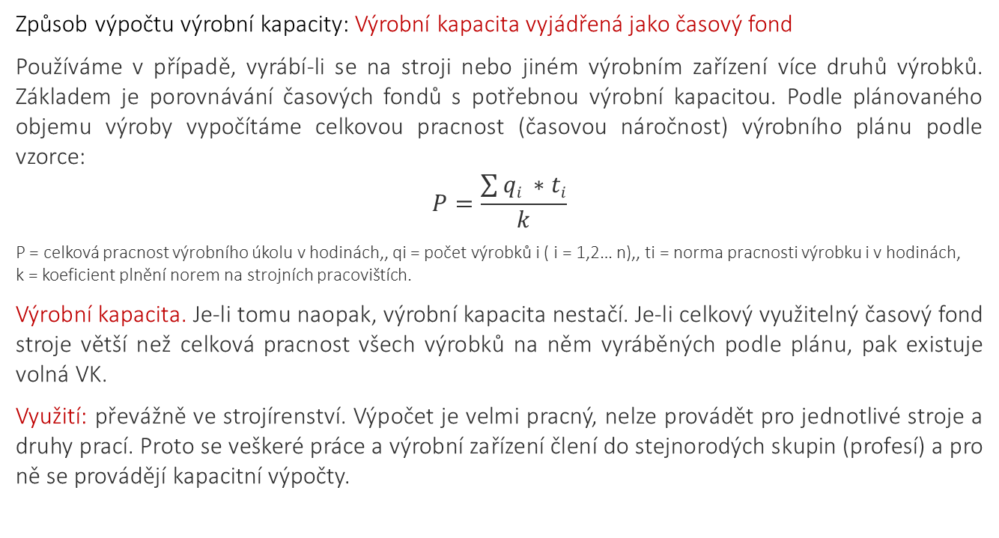 Způsob výpočtu výrobní kapacity: Výrobní kapacita vyjádřená jako časový fond
Používáme v případě, vyrábí-li se na stroji nebo jiném výrobním zařízení více druhů výrobků.
Základem je porovnávání časových fondů s potřebnou výrobní kapacitou. Podle plánovaného
objemu výroby vypočítáme celkovou pracnost (časovou náročnost) výrobního plánu podle
vzorce:
P = (∑ qᵢ * tᵢ) / k
P = celková pracnost výrobního úkolu v hodinách,, qi = počet výrobků i ( i = 1,2… n),, ti = norma pracnosti výrobku i v hodinách,
k = koeficient plnění norem na strojních pracovištích.
Výrobní kapacita. Je-li tomu naopak, výrobní kapacita nestačí. Je-li celkový využitelný časový fond
stroje větší než celková pracnost všech výrobků na něm vyráběných podle plánu, pak existuje
volná VK.
Využití: převážně ve strojírenství. Výpočet je velmi pracný, nelze provádět pro jednotlivé stroje a
druhy prací. Proto se veškeré práce a výrobní zařízení člení do stejnorodých skupin (profesí) a pro
ně se provádějí kapacitní výpočty.